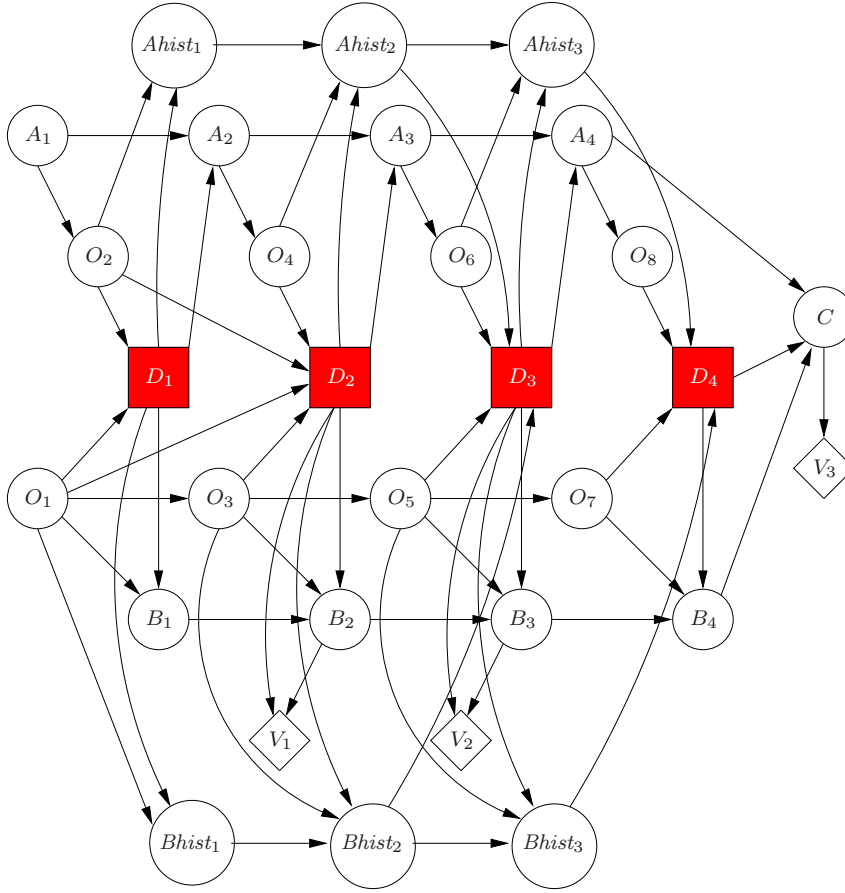 Ahist₁ Ahist₂ Ahist₃
A₁ A₂ A₃ A₄
O₂ O₄ O₆ O₈
C
D₁ D₂ D₃ D₄
V₃
O₁ O₃ O₅ O₇
B₁ B₂ B₃ B₄
V₁ V₂
Bhist₁ Bhist₂ Bhist₃